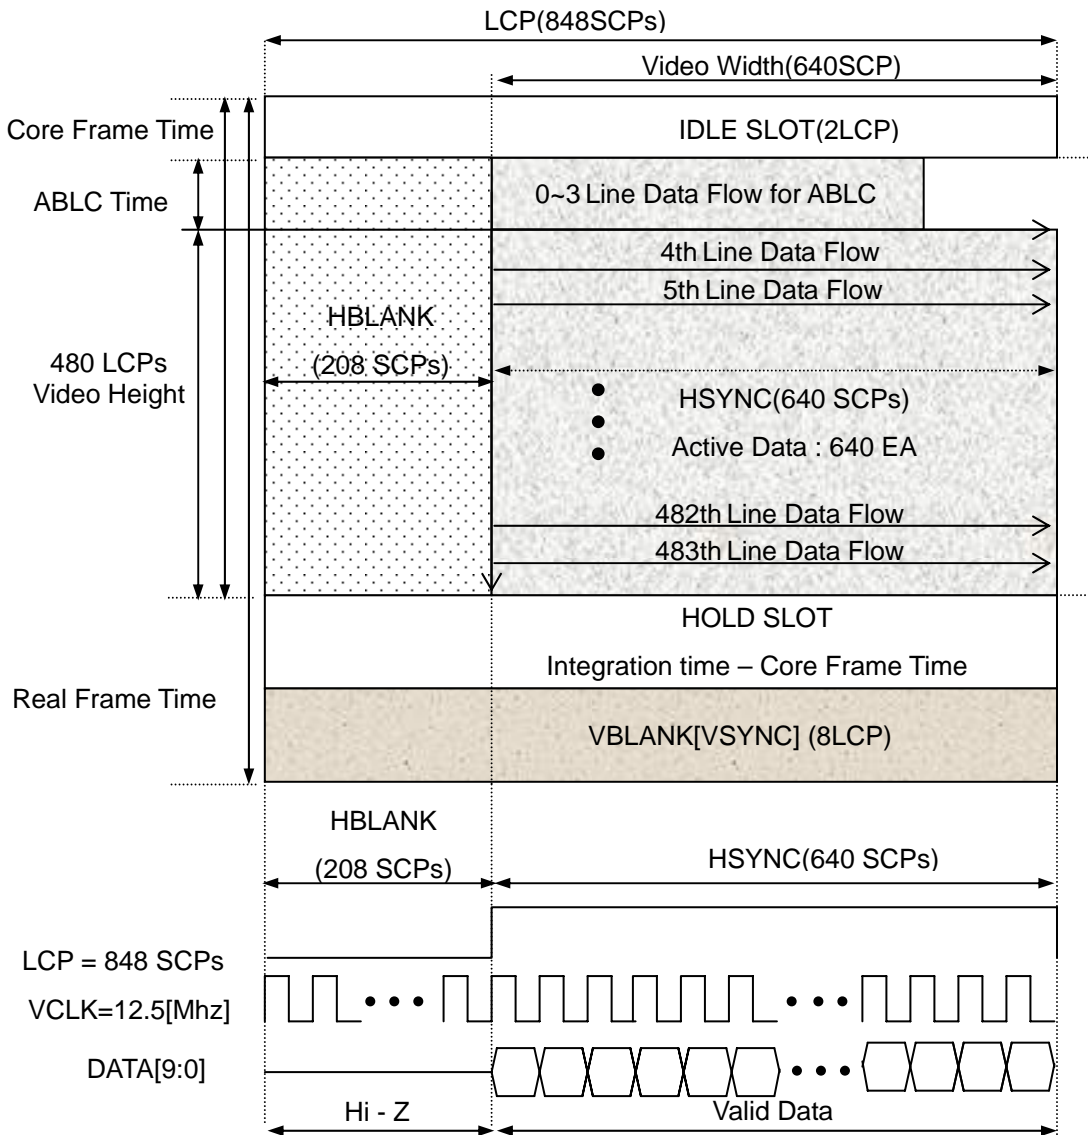 LCP(848SCPs)
Video Width(640SCP)
Core Frame Time
IDLE SLOT(2LCP)
ABLC Time
0~3 Line Data Flow for ABLC
4th Line Data Flow
5th Line Data Flow
HBLANK
(208 SCPs)
480 LCPs
Video Height
HSYNC(640 SCPs)
Active Data : 640 EA
482th Line Data Flow
483th Line Data Flow
HOLD SLOT
Integration time – Core Frame Time
Real Frame Time
VBLANK[VSYNC] (8LCP)
HBLANK
(208 SCPs)
HSYNC(640 SCPs)
LCP = 848 SCPs
VCLK=12.5[Mhz]
DATA[9:0]
Hi - Z
Valid Data